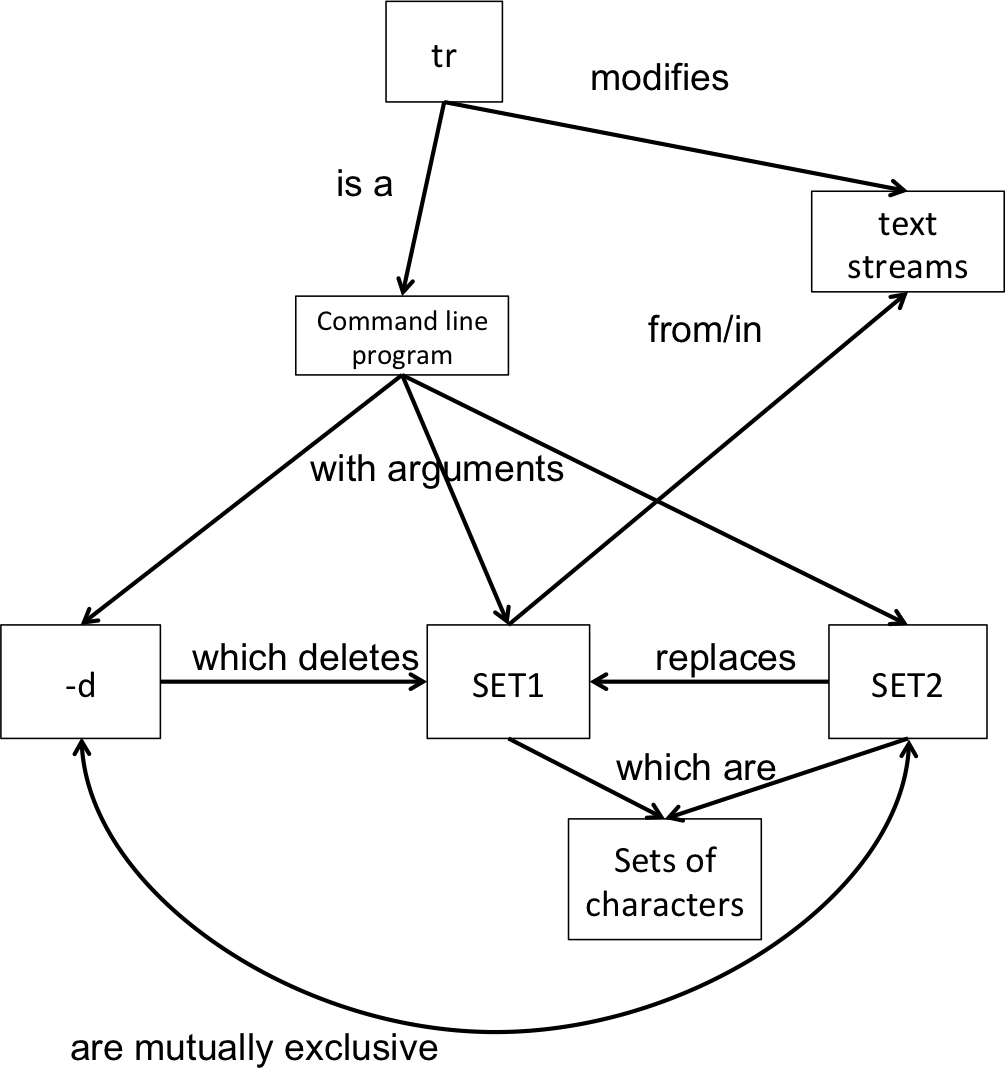 tr
modifies
is a
text
streams
Command line
program
from/in
with arguments
-d
which deletes
SET1
replaces
SET2
which are
Sets of
characters
are mutually exclusive